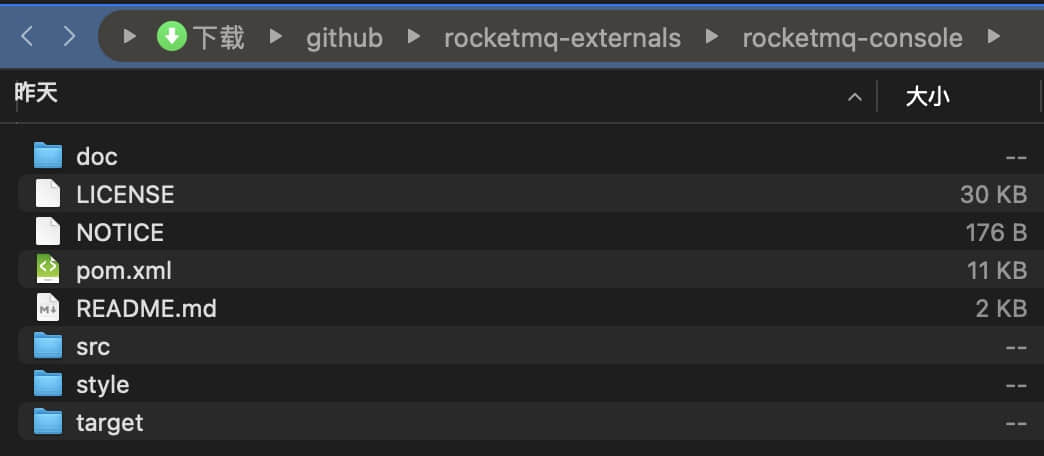 下载 github rocketmq-externals rocketmq-console
昨天 大小
doc --
LICENSE 30 KB
NOTICE 176 B
pom.xml 11 KB
README.md 2 KB
src --
style --
target --